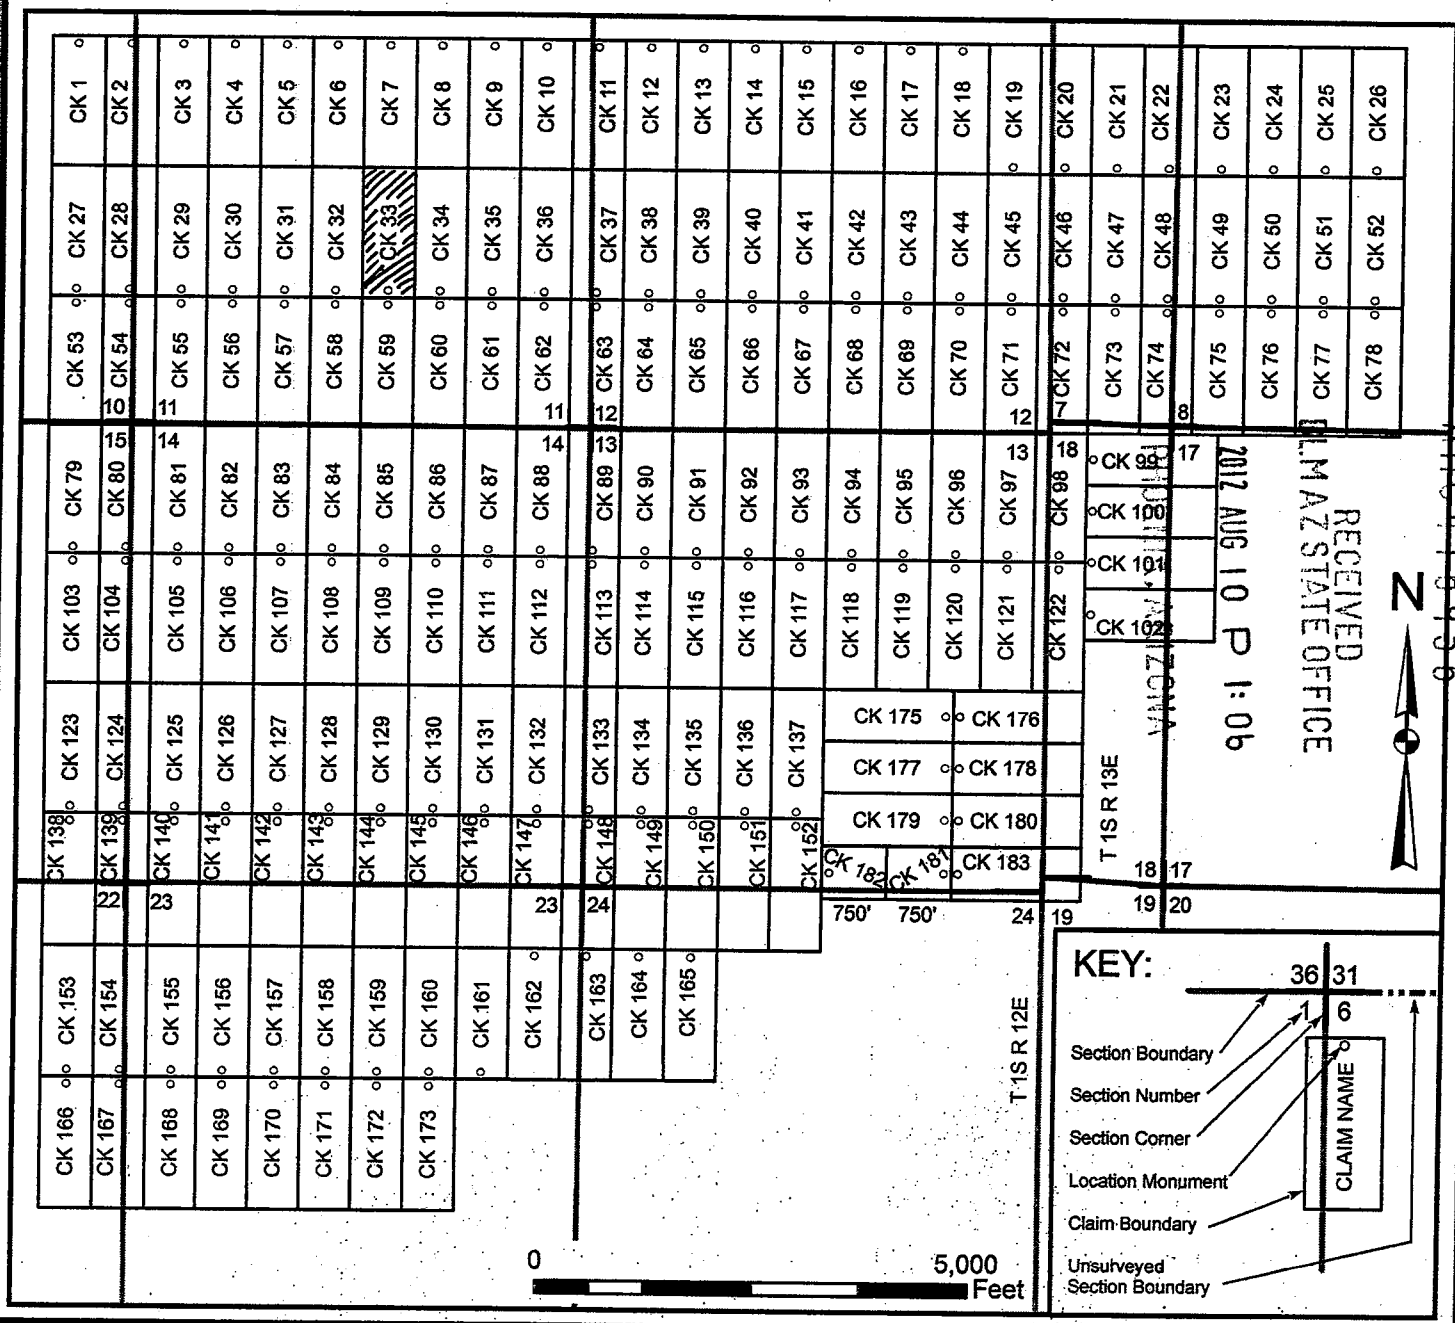 CK 1 CK 2 CK 3 CK 4 CK 5 CK 6 CK 7 CK 8 CK 9 CK 10 CK 11 CK 12 CK 13 CK 14 CK 15 CK 16 CK 17 CK 18 CK 19 CK 20 CK 21 CK 22 CK 23 CK 24 CK 25 CK 26
CK 27 CK 28 CK 29 CK 30 CK 31 CK 32 CK 33 CK 34 CK 35 CK 36 CK 37 CK 38 CK 39 CK 40 CK 41 CK 42 CK 43 CK 44 CK 45 CK 46 CK 47 CK 48 CK 49 CK 50 CK 51 CK 52
CK 53 CK 54 CK 55 CK 56 CK 57 CK 58 CK 59 CK 60 CK 61 CK 62 CK 63 CK 64 CK 65 CK 66 CK 67 CK 68 CK 69 CK 70 CK 71 CK 72 CK 73 CK 74 CK 75 CK 76 CK 77 CK 78
10 11 11 12 12 7 8
15 14 14 13 13 18 17
CK 79 CK 80 CK 81 CK 82 CK 83 CK 84 CK 85 CK 86 CK 87 CK 88 CK 89 CK 90 CK 91 CK 92 CK 93 CK 94 CK 95 CK 96 CK 97 CK 98
CK 99
CK 100
CK 101
CK 102
CK 103 CK 104 CK 105 CK 106 CK 107 CK 108 CK 109 CK 110 CK 111 CK 112 CK 113 CK 114 CK 115 CK 116 CK 117 CK 118 CK 119 CK 120 CK 121 CK 122
RECEIVED
AZ STATE OFFICE
2012 AUG 10 P 1:06
ARIZONA
N
CK 123 CK 124 CK 125 CK 126 CK 127 CK 128 CK 129 CK 130 CK 131 CK 132 CK 133 CK 134 CK 135 CK 136 CK 137
CK 175 CK 176
CK 177 CK 178
CK 179 CK 180
CK 182 CK 181 CK 183
CK 138 CK 139 CK 140 CK 141 CK 142 CK 143 CK 144 CK 145 CK 146 CK 147 CK 148 CK 149 CK 150 CK 151 CK 152
T 1S R 13E
18 17
22 23 23 24 24 19 19 20
750' 750'
CK 153 CK 154 CK 155 CK 156 CK 157 CK 158 CK 159 CK 160 CK 161 CK 162 CK 163 CK 164 CK 165
CK 166 CK 167 CK 168 CK 169 CK 170 CK 171 CK 172 CK 173
T 1S R 12E
0 5,000
Feet
KEY:
36 31
1 6
Section Boundary
Section Number
Section Corner
Location Monument
Claim Boundary
Unsurveyed
Section Boundary
CLAIM NAME